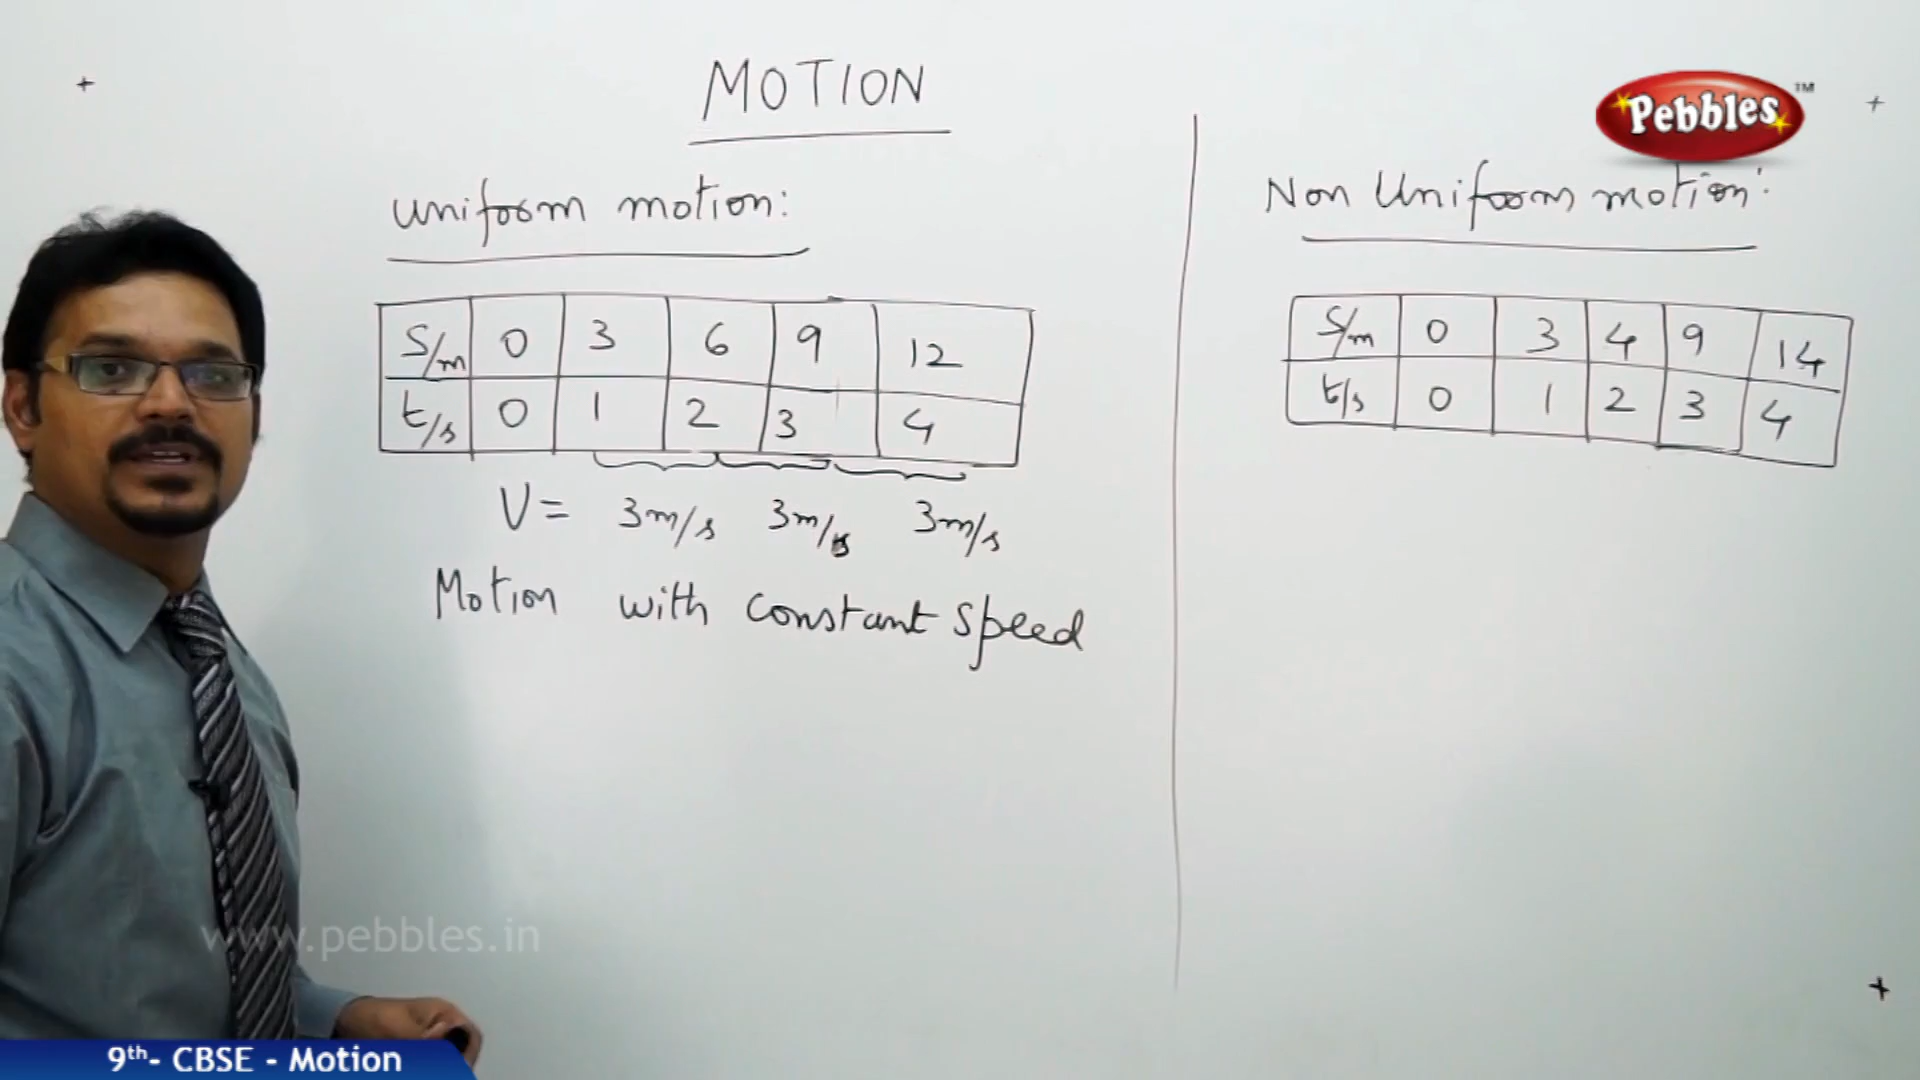 MOTION
Pebbles™
uniform motion:
S/m 0 3 6 9 12
t/s 0 1 2 3 4
V= 3m/s 3m/s 3m/s
Motion with constant speed
Non Uniform motion:
S/m 0 3 4 9 14
t/s 0 1 2 3 4
www.pebbles.in
9th- CBSE - Motion